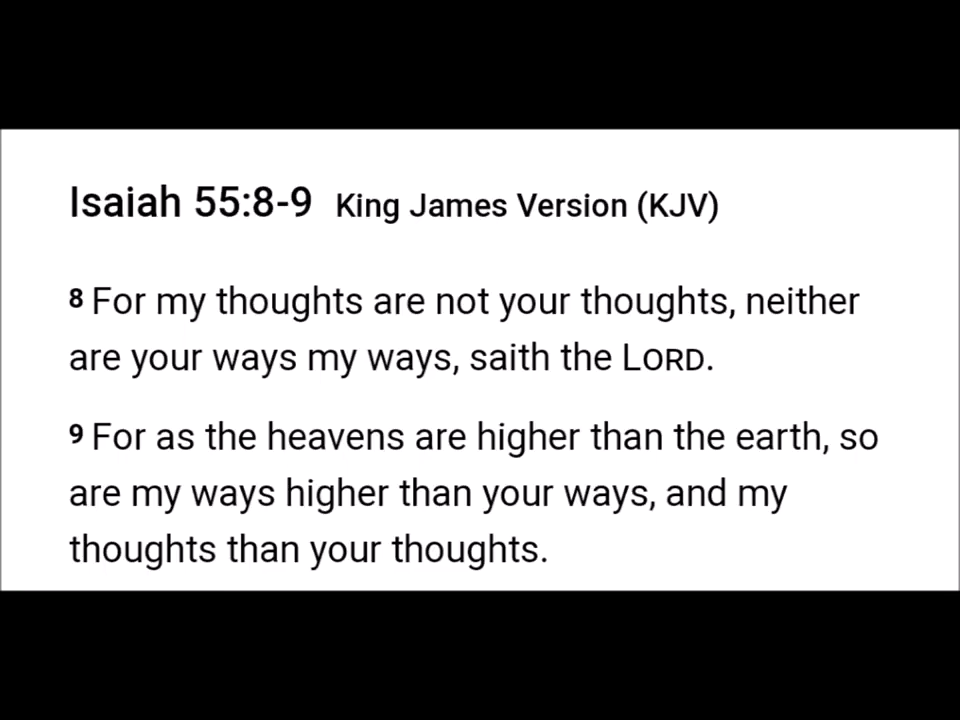 Isaiah 55:8-9 King James Version (KJV)
8 For my thoughts are not your thoughts, neither
are your ways my ways, saith the LORD.
9 For as the heavens are higher than the earth, so
are my ways higher than your ways, and my
thoughts than your thoughts.